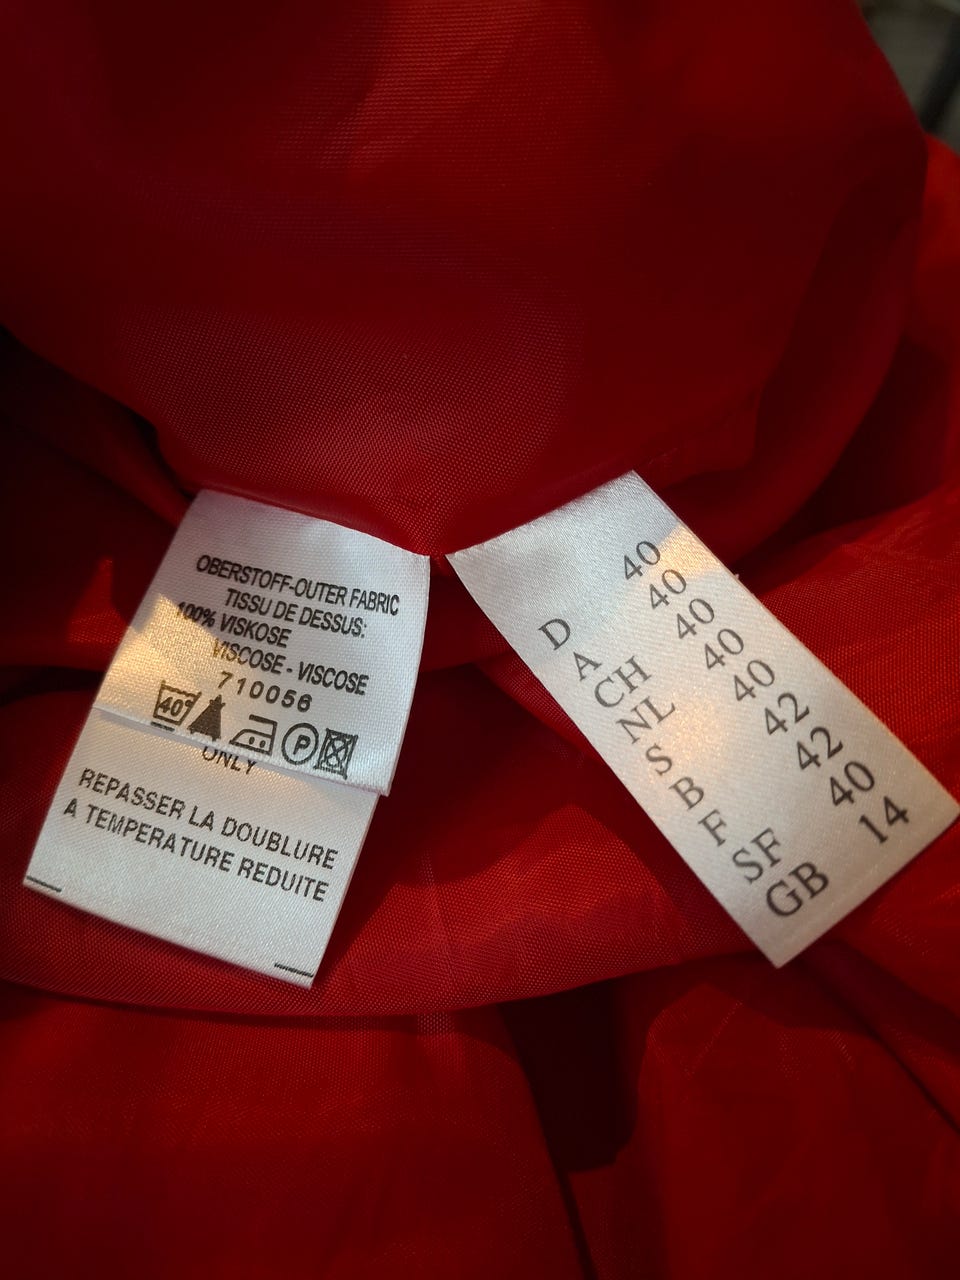 OBERSTOFF-OUTER FABRIC
TISSU DE DESSUS:
100% VISKOSE
VISCOSE - VISCOSE
710056
40°
P
ONLY
REPASSER LA DOUBLURE
A TEMPERATURE REDUITE
D 40
A 40
CH 40
NL 40
S 40
B 42
F 42
SF 40
GB 14